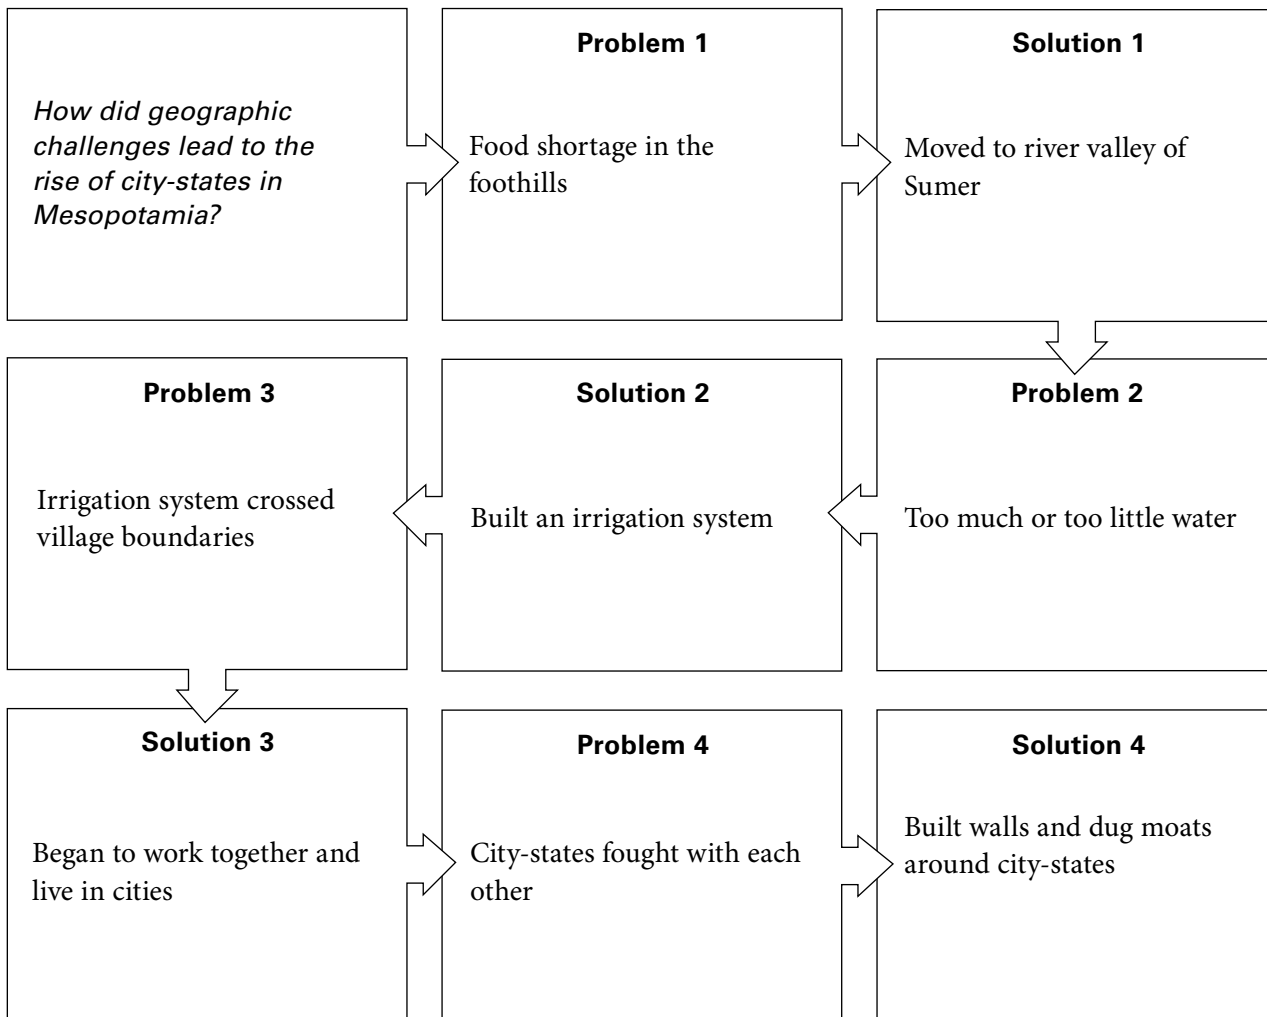 How did geographic
challenges lead to the
rise of city-states in
Mesopotamia?
Problem 1
Food shortage in the
foothills
Solution 1
Moved to river valley of
Sumer
Problem 2
Too much or too little water
Solution 2
Built an irrigation system
Problem 3
Irrigation system crossed
village boundaries
Solution 3
Began to work together and
live in cities
Problem 4
City-states fought with each
other
Solution 4
Built walls and dug moats
around city-states